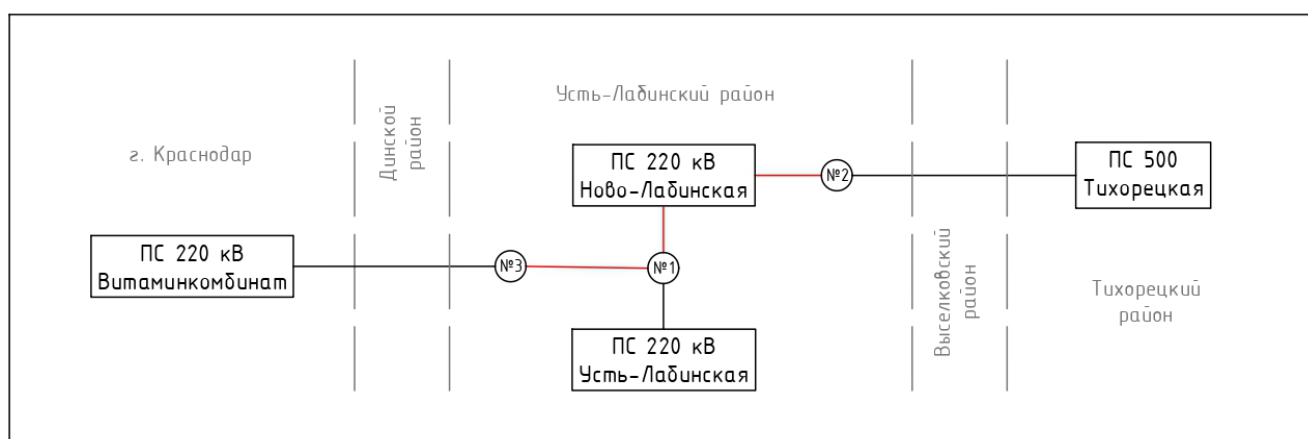 Усть-Лабинский район
г. Краснодар
Динской
район
ПС 220 кВ
Ново-Лабинская
№2
ПС 500
Тихорецкая
ПС 220 кВ
Витаминкомбинат
№3
№1
ПС 220 кВ
Усть-Лабинская
Выселковский
район
Тихорецкий
район